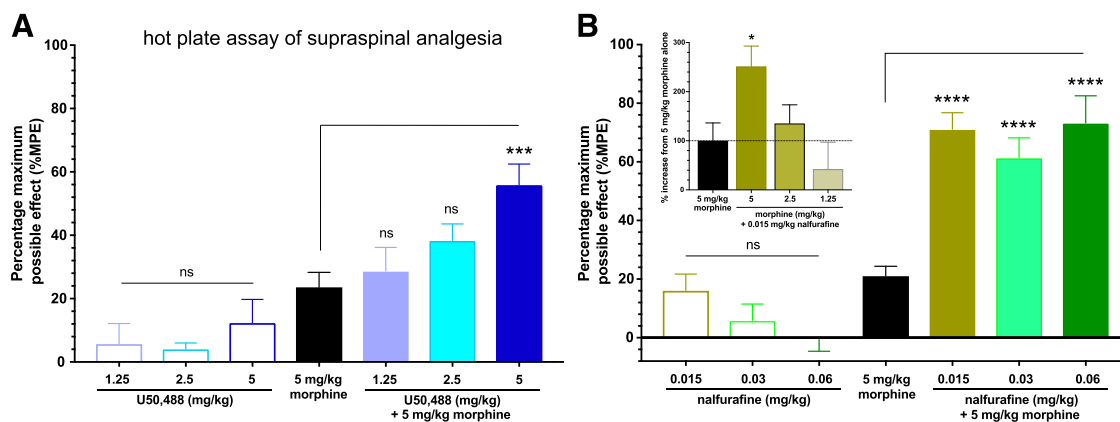 A
hot plate assay of supraspinal analgesia
Percentage maximum
possible effect (%MPE)
100
80
60
40
20
0
ns
ns
ns
***
1.25
2.5
5
5 mg/kg
morphine
1.25
2.5
5
U50,488 (mg/kg)
U50,488 (mg/kg)
+ 5 mg/kg morphine
B
Percentage maximum
possible effect (%MPE)
100
80
60
40
20
0
% increase from 5 mg/kg morphine alone
300
200
100
0
*
5 mg/kg
morphine
5
2.5
1.25
morphine (mg/kg)
+ 0.015 mg/kg nalfurafine
ns
****
****
****
0.015
0.03
0.06
5 mg/kg
morphine
0.015
0.03
0.06
nalfurafine (mg/kg)
nalfurafine (mg/kg)
+ 5 mg/kg morphine